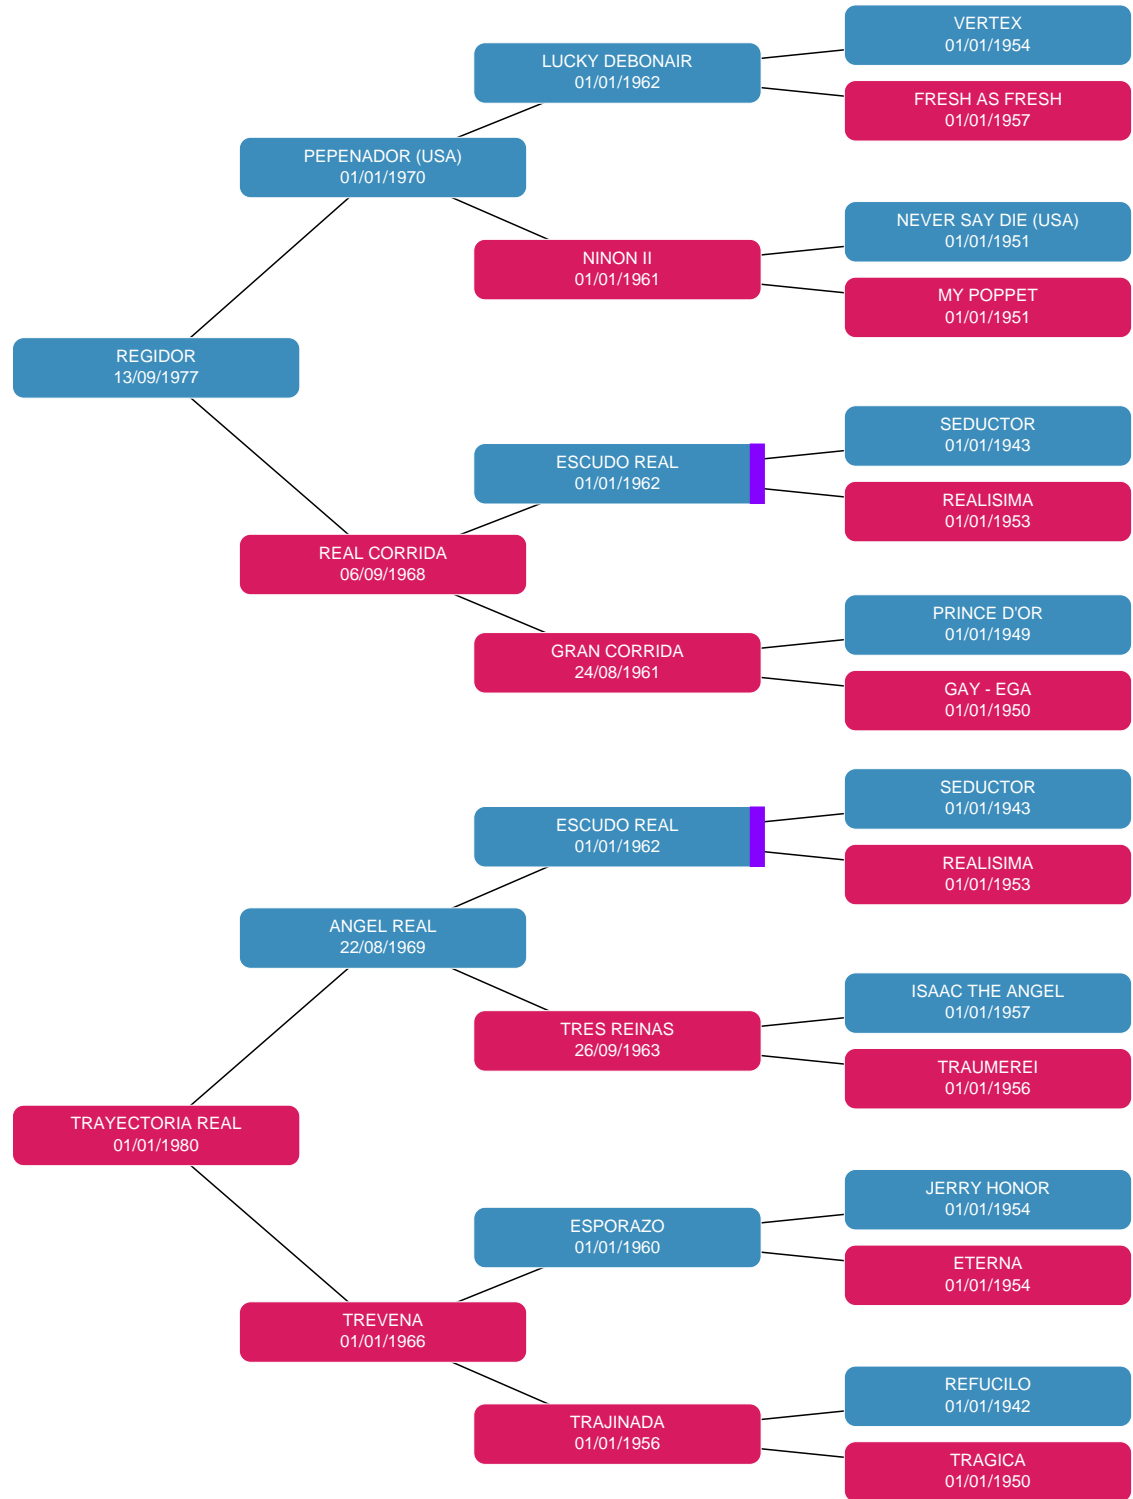 VERTEX
01/01/1954
LUCKY DEBONAIR
01/01/1962
FRESH AS FRESH
01/01/1957
PEPENADOR (USA)
01/01/1970
NEVER SAY DIE (USA)
01/01/1951
NINON II
01/01/1961
MY POPPET
01/01/1951
REGIDOR
13/09/1977
SEDUCTOR
01/01/1943
ESCUDO REAL
01/01/1962
REALISIMA
01/01/1953
REAL CORRIDA
06/09/1968
PRINCE D'OR
01/01/1949
GRAN CORRIDA
24/08/1961
GAY - EGA
01/01/1950
SEDUCTOR
01/01/1943
ESCUDO REAL
01/01/1962
REALISIMA
01/01/1953
ANGEL REAL
22/08/1969
ISAAC THE ANGEL
01/01/1957
TRES REINAS
26/09/1963
TRAUMEREI
01/01/1956
TRAYECTORIA REAL
01/01/1980
JERRY HONOR
01/01/1954
ESPORAZO
01/01/1960
ETERNA
01/01/1954
TREVENA
01/01/1966
REFUCILO
01/01/1942
TRAJINADA
01/01/1956
TRAGICA
01/01/1950